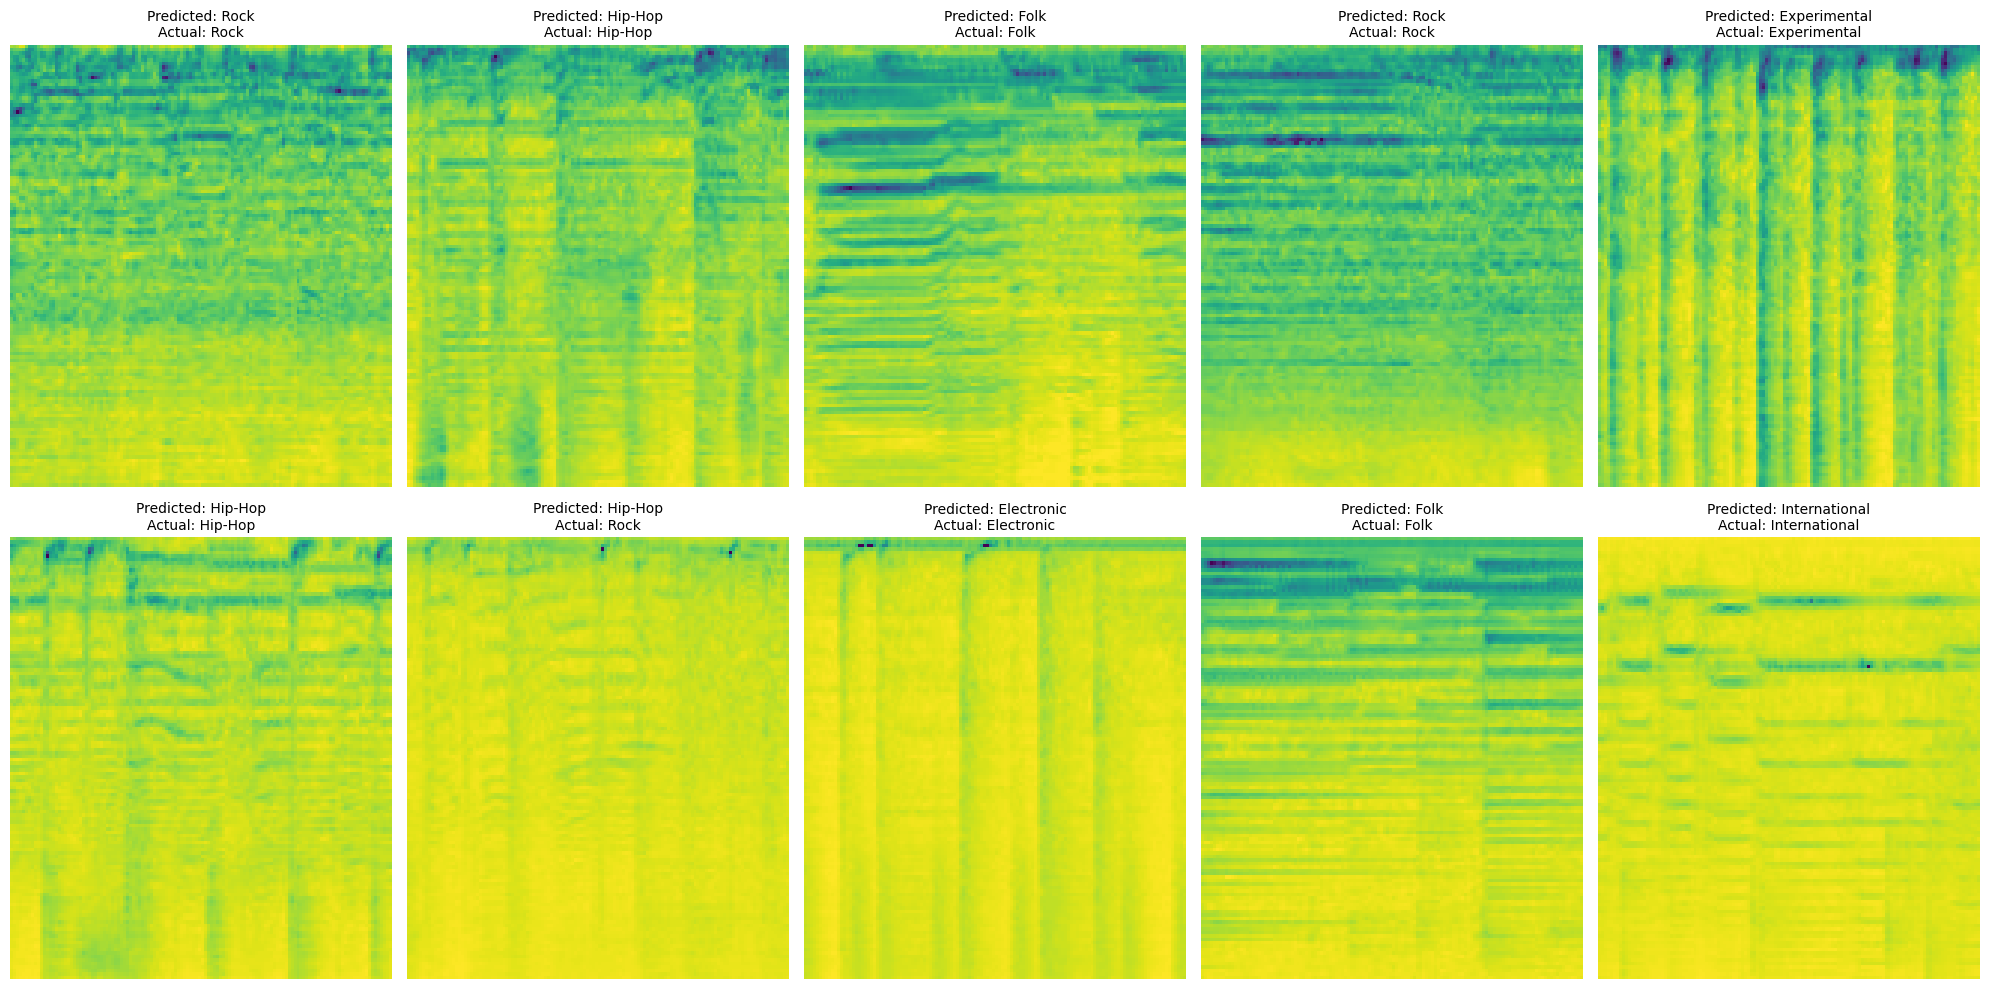 Predicted: Rock
Actual: Rock
Predicted: Hip-Hop
Actual: Hip-Hop
Predicted: Folk
Actual: Folk
Predicted: Rock
Actual: Rock
Predicted: Experimental
Actual: Experimental
Predicted: Hip-Hop
Actual: Hip-Hop
Predicted: Hip-Hop
Actual: Rock
Predicted: Electronic
Actual: Electronic
Predicted: Folk
Actual: Folk
Predicted: International
Actual: International